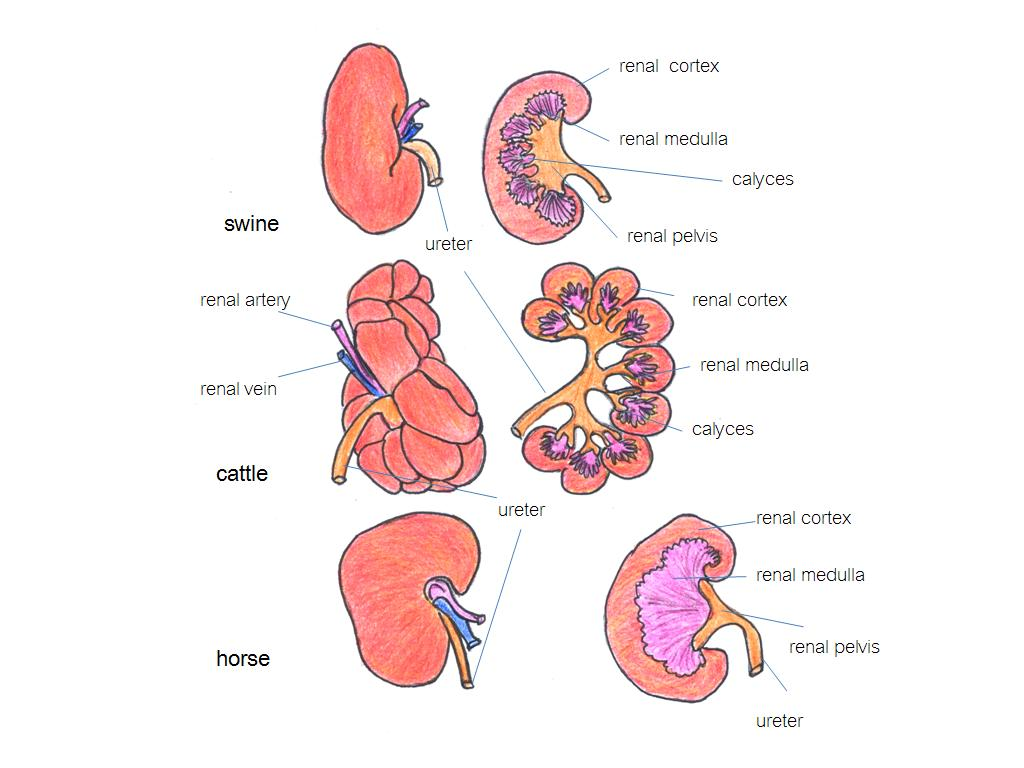 renal cortex
renal medulla
calyces
swine
renal pelvis
ureter
renal artery
renal cortex
renal medulla
renal vein
calyces
cattle
ureter
renal cortex
renal medulla
horse
renal pelvis
ureter